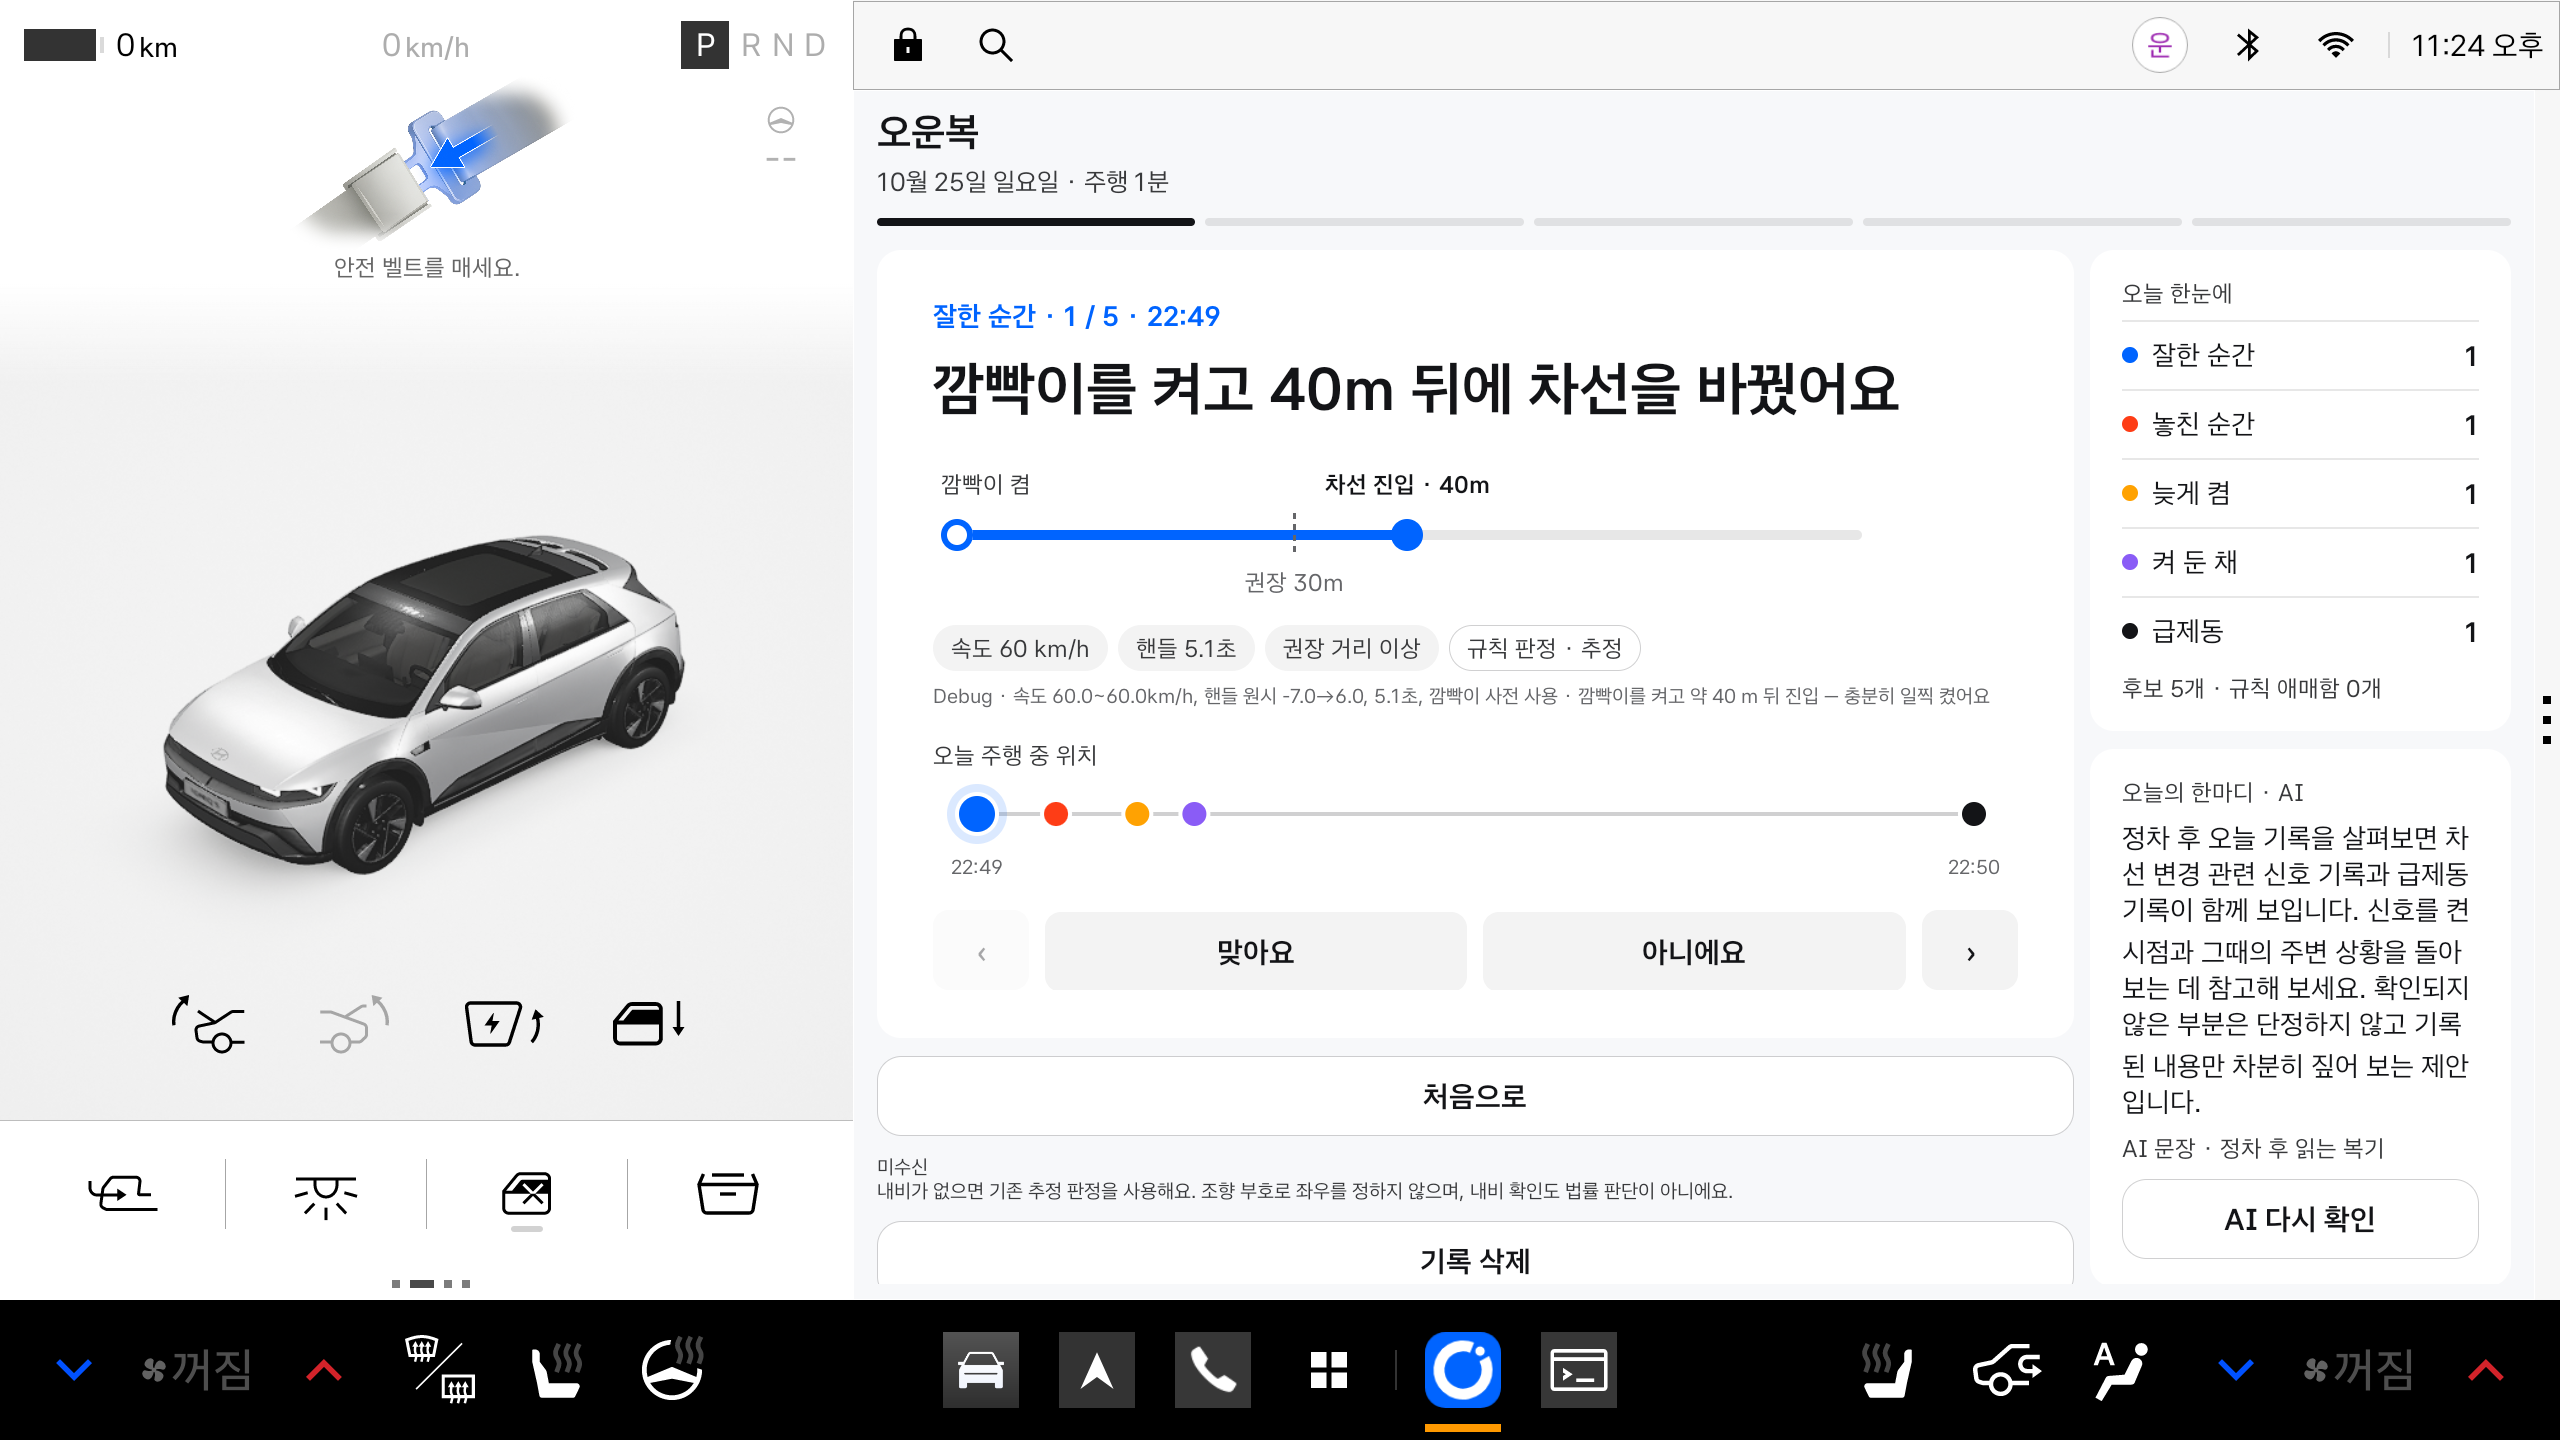 0 km
0 km/h
P R N D
운
11:24 오후
안전 벨트를 매세요.
오운복
10월 25일 일요일 · 주행 1분
잘한 순간 · 1 / 5 · 22:49
깜빡이를 켜고 40m 뒤에 차선을 바꿨어요
깜빡이 켬
차선 진입 · 40m
권장 30m
속도 60 km/h
핸들 5.1초
권장 거리 이상
규칙 판정 · 추정
Debug · 속도 60.0~60.0km/h, 핸들 원시 -7.0→6.0, 5.1초, 깜빡이 사전 사용 · 깜빡이를 켜고 약 40 m 뒤 진입 — 충분히 일찍 켰어요
오늘 주행 중 위치
22:49
22:50
‹
맞아요
아니에요
›
처음으로
미수신
내비가 없으면 기존 추정 판정을 사용해요. 조향 부호로 좌우를 정하지 않으며, 내비 확인도 법률 판단이 아니에요.
기록 삭제
오늘 한눈에
잘한 순간 1
놓친 순간 1
늦게 켬 1
켜 둔 채 1
급제동 1
후보 5개 · 규칙 애매함 0개
오늘의 한마디 · AI
정차 후 오늘 기록을 살펴보면 차
선 변경 관련 신호 기록과 급제동
기록이 함께 보입니다. 신호를 켠
시점과 그때의 주변 상황을 돌아
보는 데 참고해 보세요. 확인되지
않은 부분은 단정하지 않고 기록
된 내용만 차분히 짚어 보는 제안
입니다.
AI 문장 · 정차 후 읽는 복기
AI 다시 확인
꺼짐
A
꺼짐